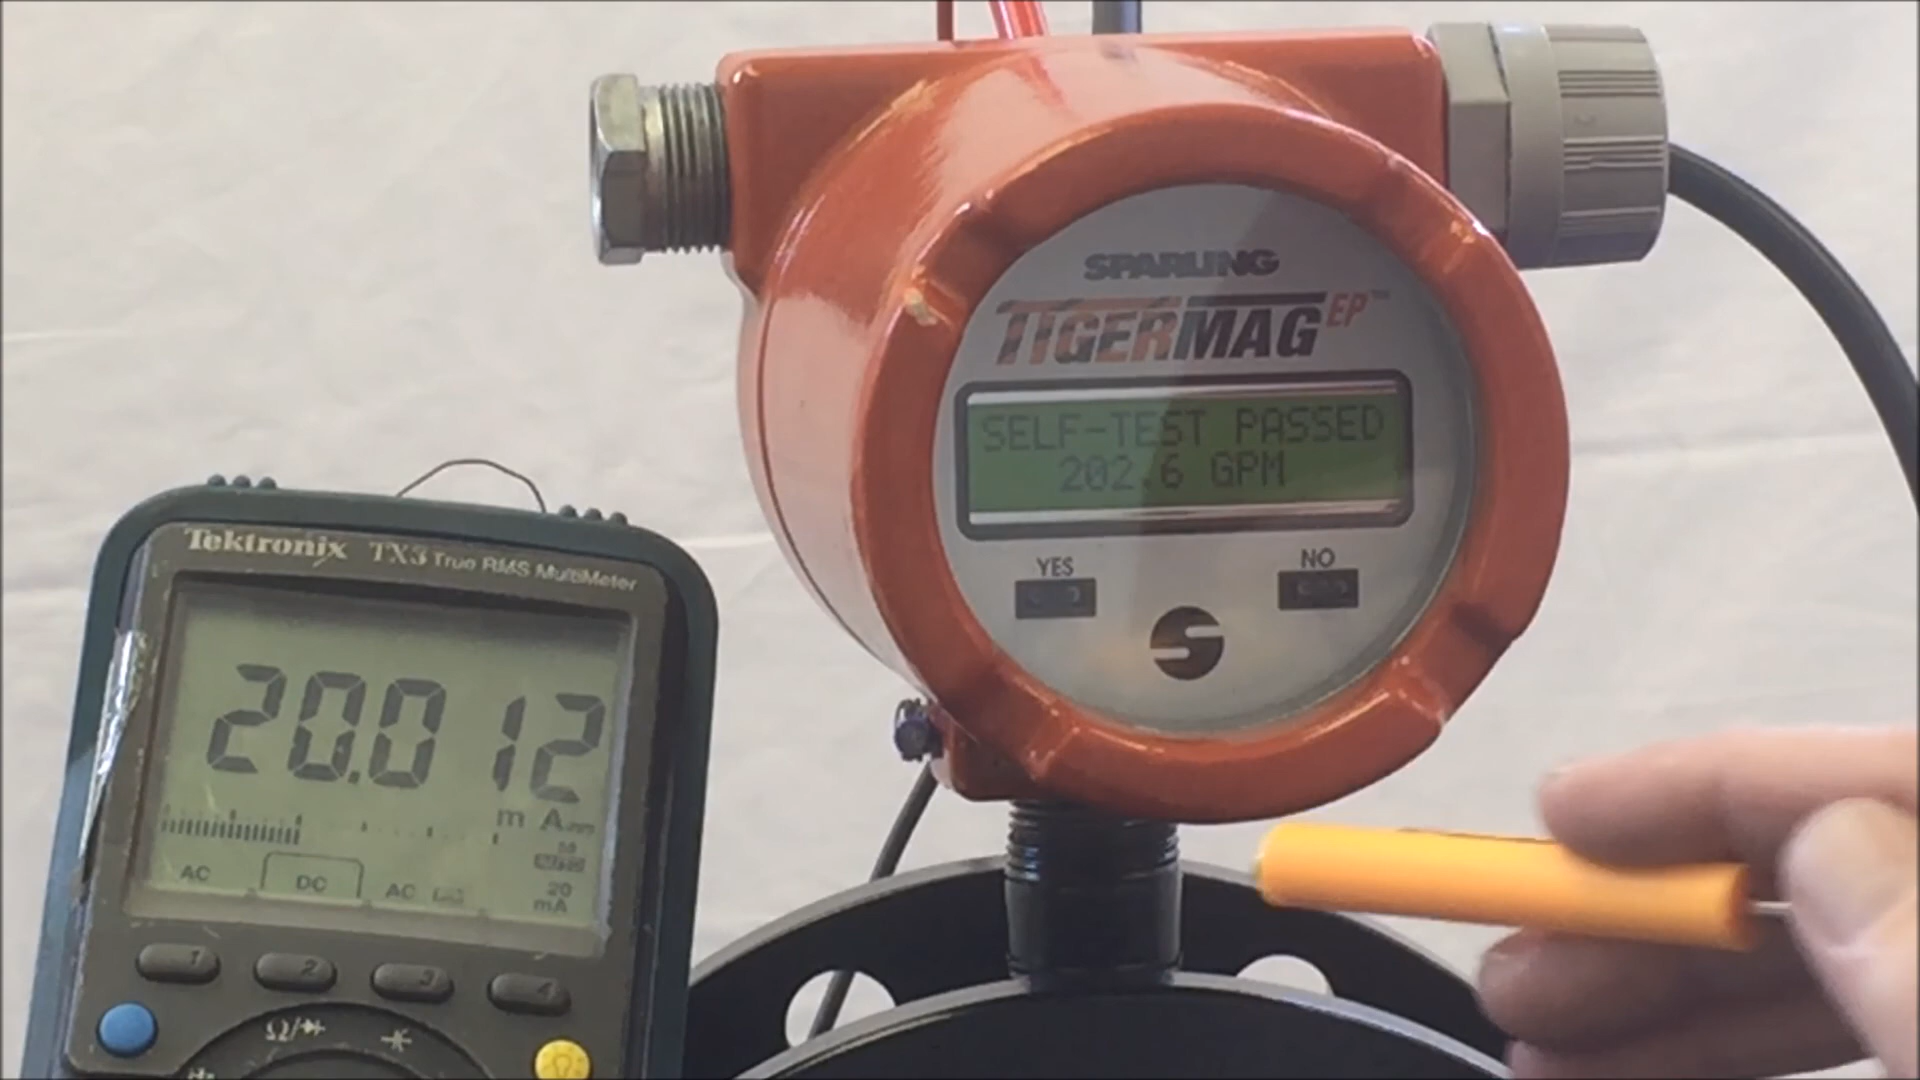 SPARLING
TIGERMAG EP™
SELF-TEST PASSED
202.6 GPM
YES
NO
S
Tektronix TX3 True RMS MultiMeter
20.012
m A
50
AC
DC
AC
20
mA
1
2
3
4
Ω